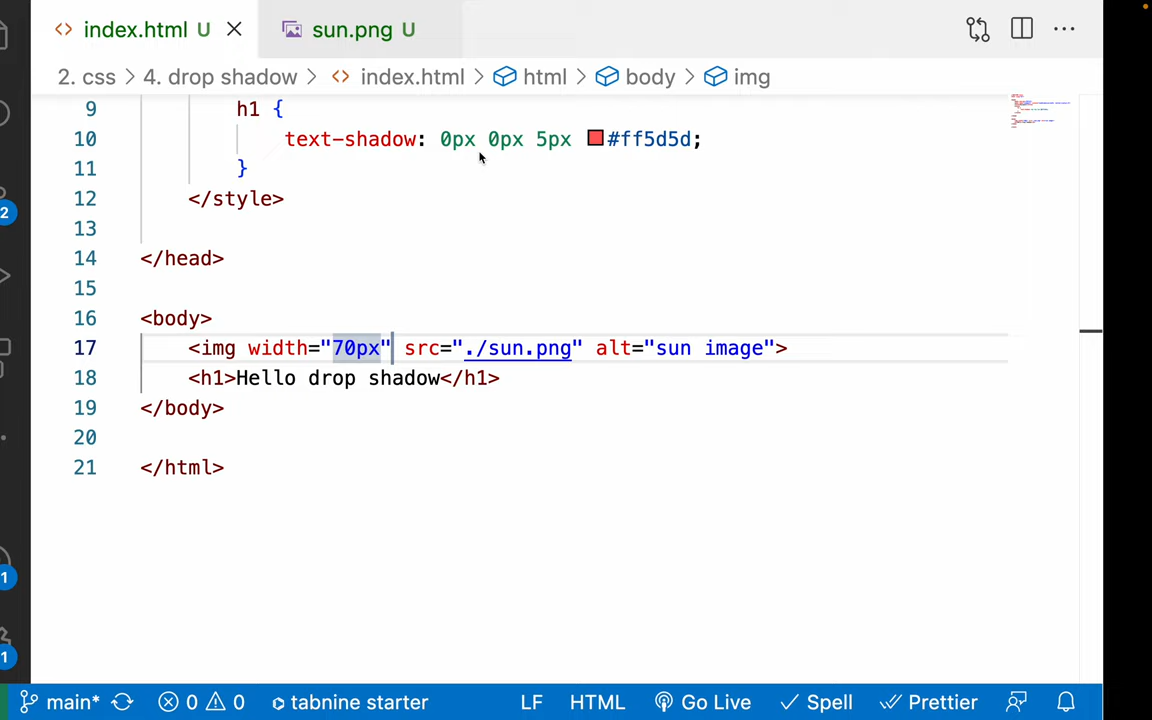 <> index.html U × sun.png U ...
2. css > 4. drop shadow > <> index.html > html > body > img
9 h1 {
10 text-shadow: 0px 0px 5px #ff5d5d;
11 }
12 </style>
13
14 </head>
15
16 <body>
17 <img width="70px" src="./sun.png" alt="sun image">
18 <h1>Hello drop shadow</h1>
19 </body>
20
21 </html>
2
1
1
main* 0 0 tabnine starter LF HTML Go Live Spell Prettier